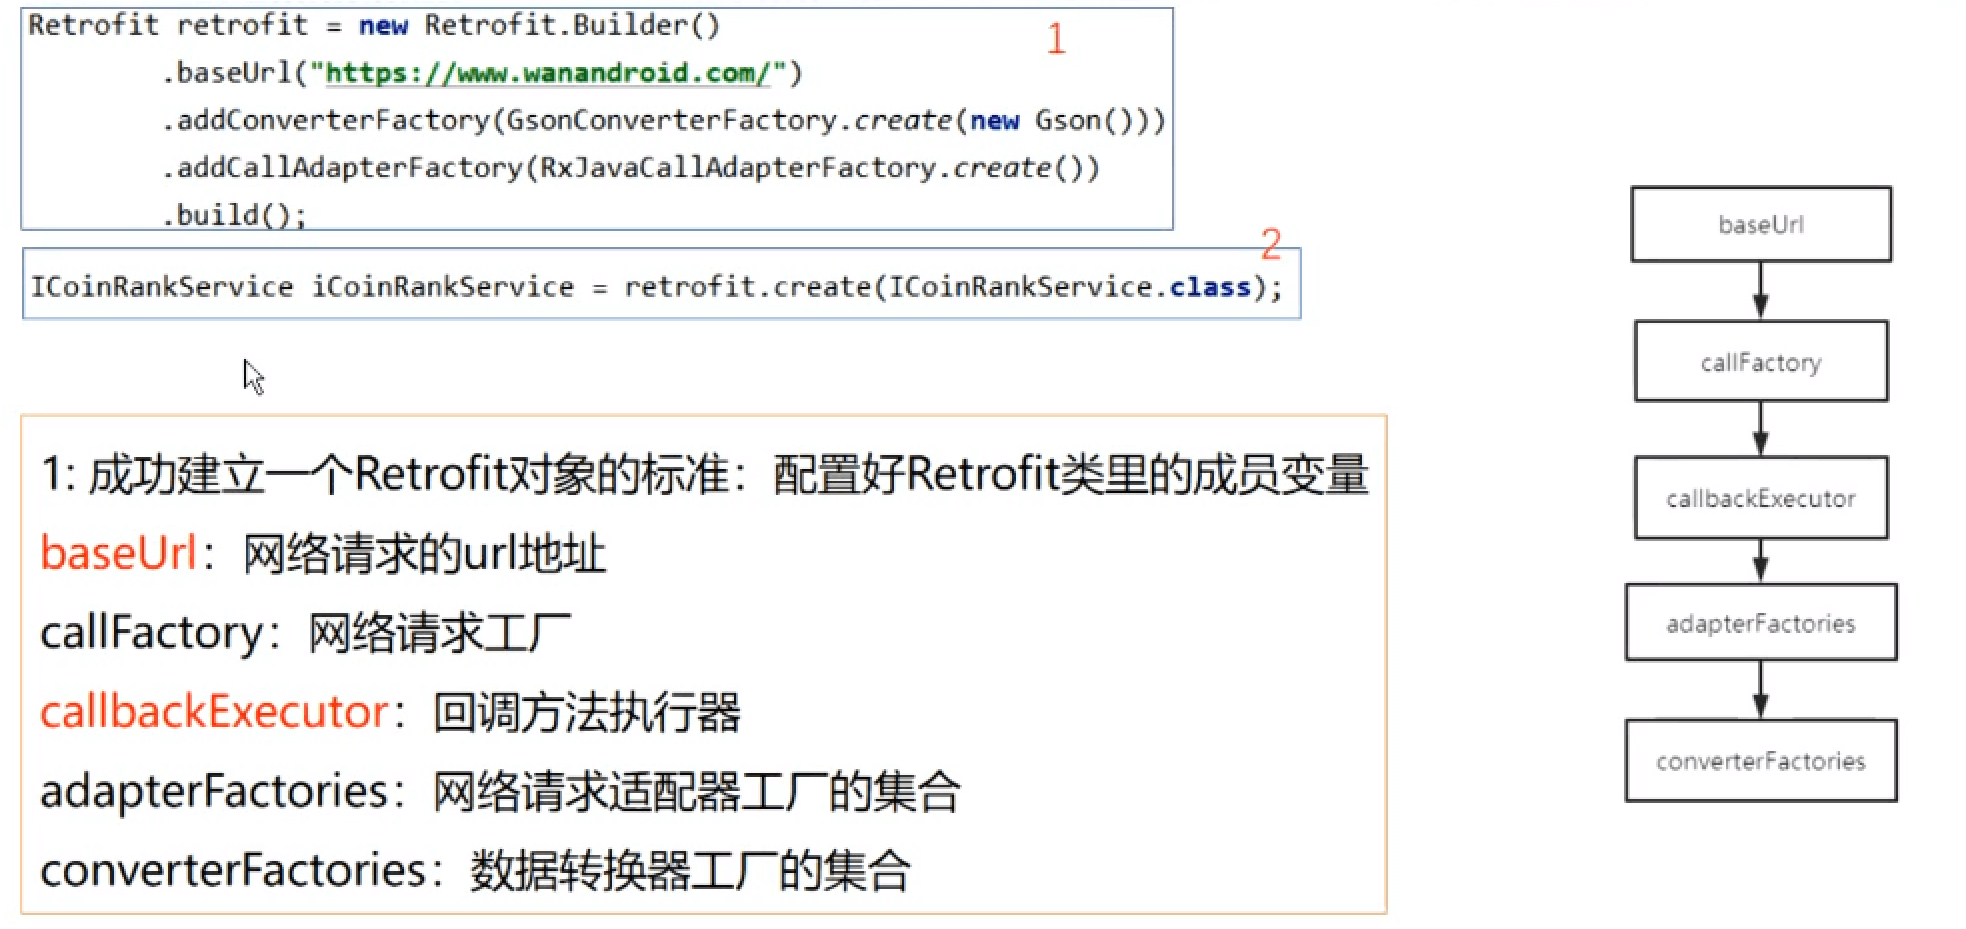 Retrofit retrofit = new Retrofit.Builder()
.baseUrl("https://www.wanandroid.com/")
.addConverterFactory(GsonConverterFactory.create(new Gson()))
.addCallAdapterFactory(RxJavaCallAdapterFactory.create())
.build();
1
ICoinRankService iCoinRankService = retrofit.create(ICoinRankService.class);
2
1: 成功建立一个Retrofit对象的标准：配置好Retrofit类里的成员变量
baseUrl：网络请求的url地址
callFactory：网络请求工厂
callbackExecutor：回调方法执行器
adapterFactories：网络请求适配器工厂的集合
converterFactories：数据转换器工厂的集合
baseUrl
callFactory
callbackExecutor
adapterFactories
converterFactories